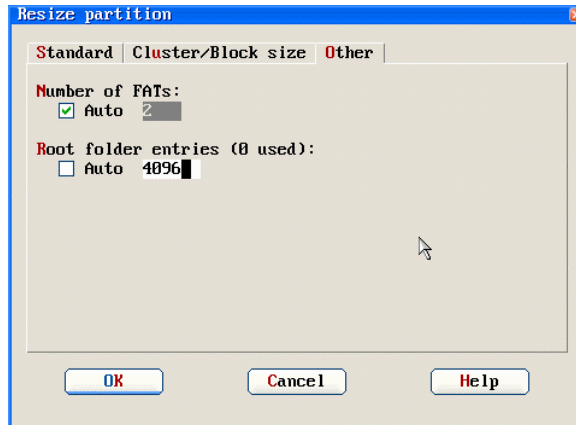 Resize partition
Standard Cluster/Block size Other
Number of FATs:
Auto 2
Root folder entries (0 used):
Auto 4096
OK Cancel Help